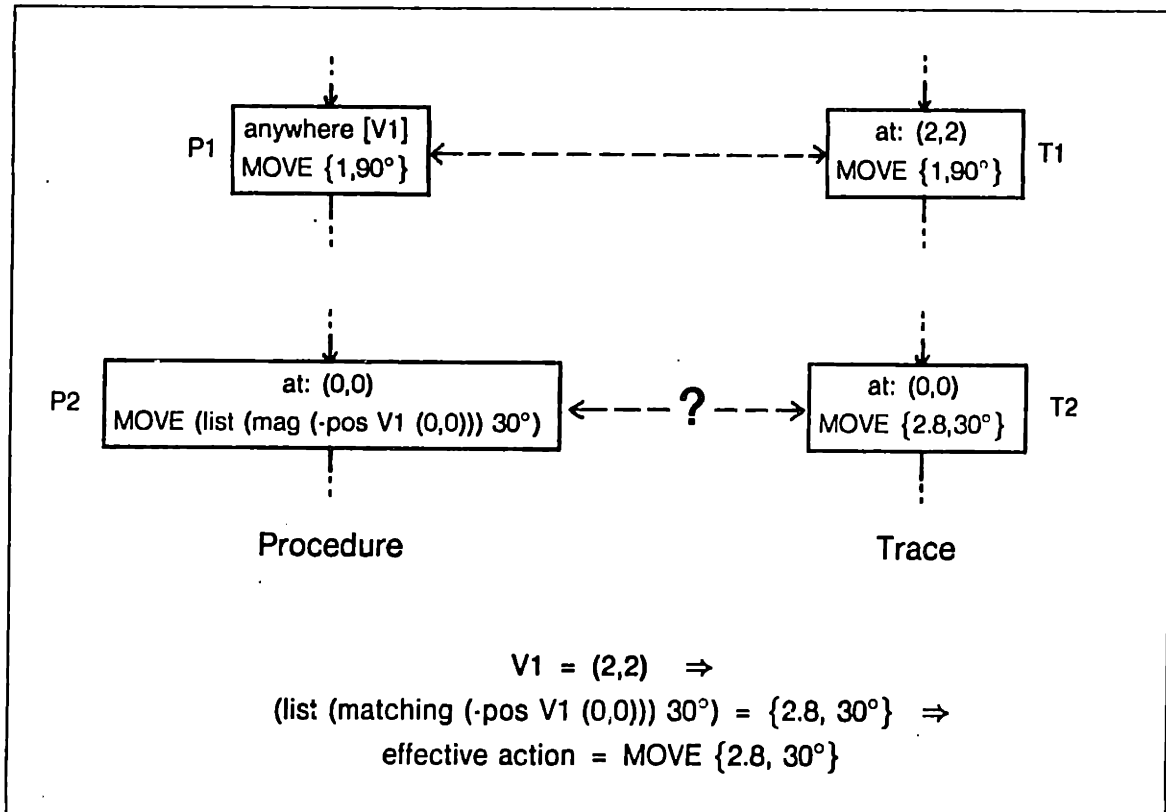 P1
anywhere [V1]
MOVE {1,90°}
at: (2,2)
MOVE {1,90°}
T1
P2
at: (0,0)
MOVE (list (mag (-pos V1 (0,0))) 30°)
?
at: (0,0)
MOVE {2.8,30°}
T2
Procedure
Trace
V1 = (2,2) ⇒
(list (matching (-pos V1 (0,0))) 30°) = {2.8, 30°} ⇒
effective action = MOVE {2.8, 30°}